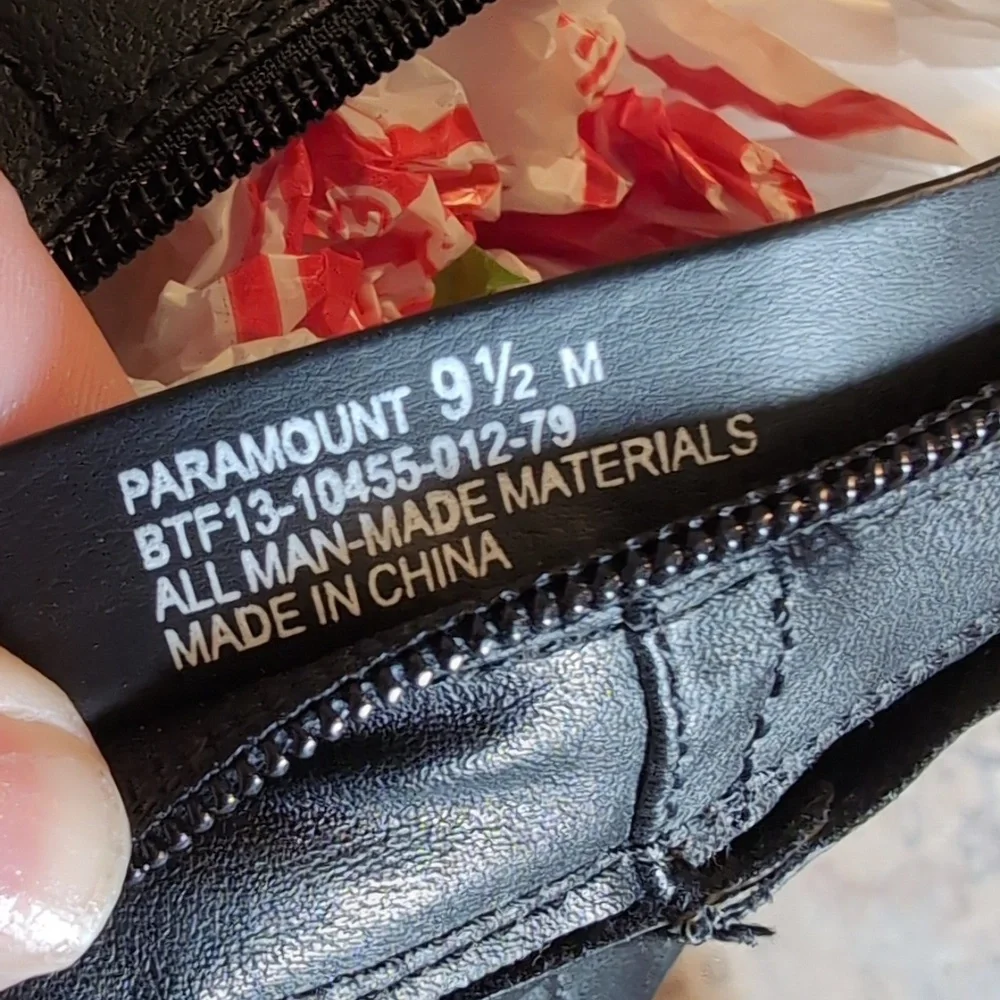 PARAMOUNT 9½ M
BTF13-10455-012-79
ALL MAN-MADE MATERIALS
MADE IN CHINA